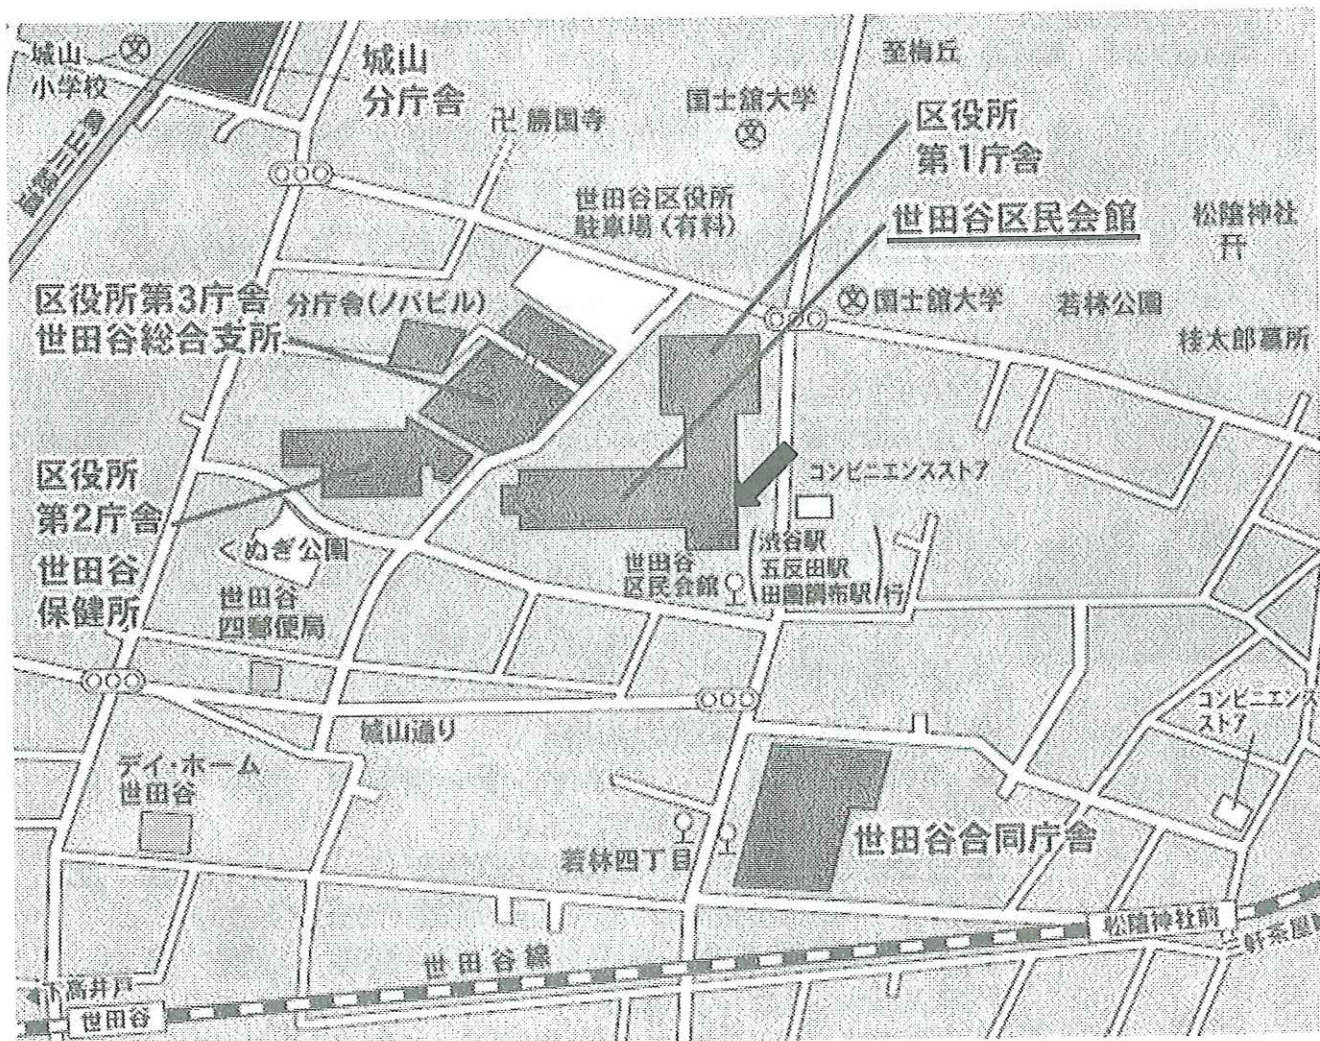 城山
小学校
城山
分庁舎
卍 勝国寺
国士舘大学
至梅丘
区役所
第1庁舎
世田谷区役所
駐車場(有料)
世田谷区民会館
松陰神社
区役所第3庁舎
世田谷総合支所
分庁舎(ノバビル)
国士舘大学
若林公園
桂太郎墓所
区役所
第2庁舎
世田谷
保健所
くぬぎ公園
世田谷
四郵便局
コンビニエンスストア
世田谷
区民会館
渋谷駅
五反田駅
田園調布駅
行
城山通り
コンビニエンス
ストア
デイ・ホーム
世田谷
若林四丁目
世田谷合同庁舎
世田谷線
松陰神社前
三軒茶屋
下高井戸
世田谷